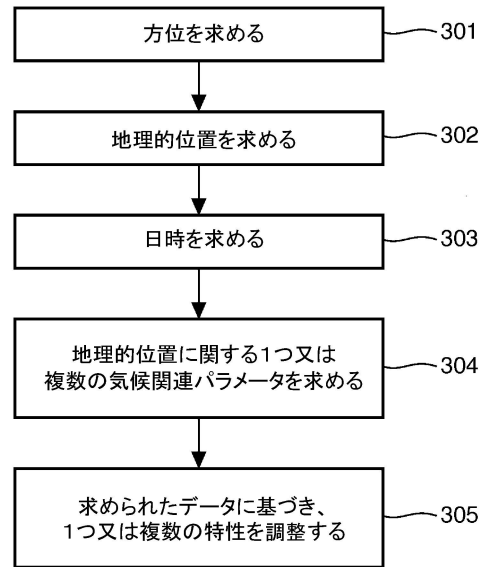 方位を求める
301
地理的位置を求める
302
日時を求める
303
地理的位置に関する1つ又は
複数の気候関連パラメータを求める
304
求められたデータに基づき、
1つ又は複数の特性を調整する
305